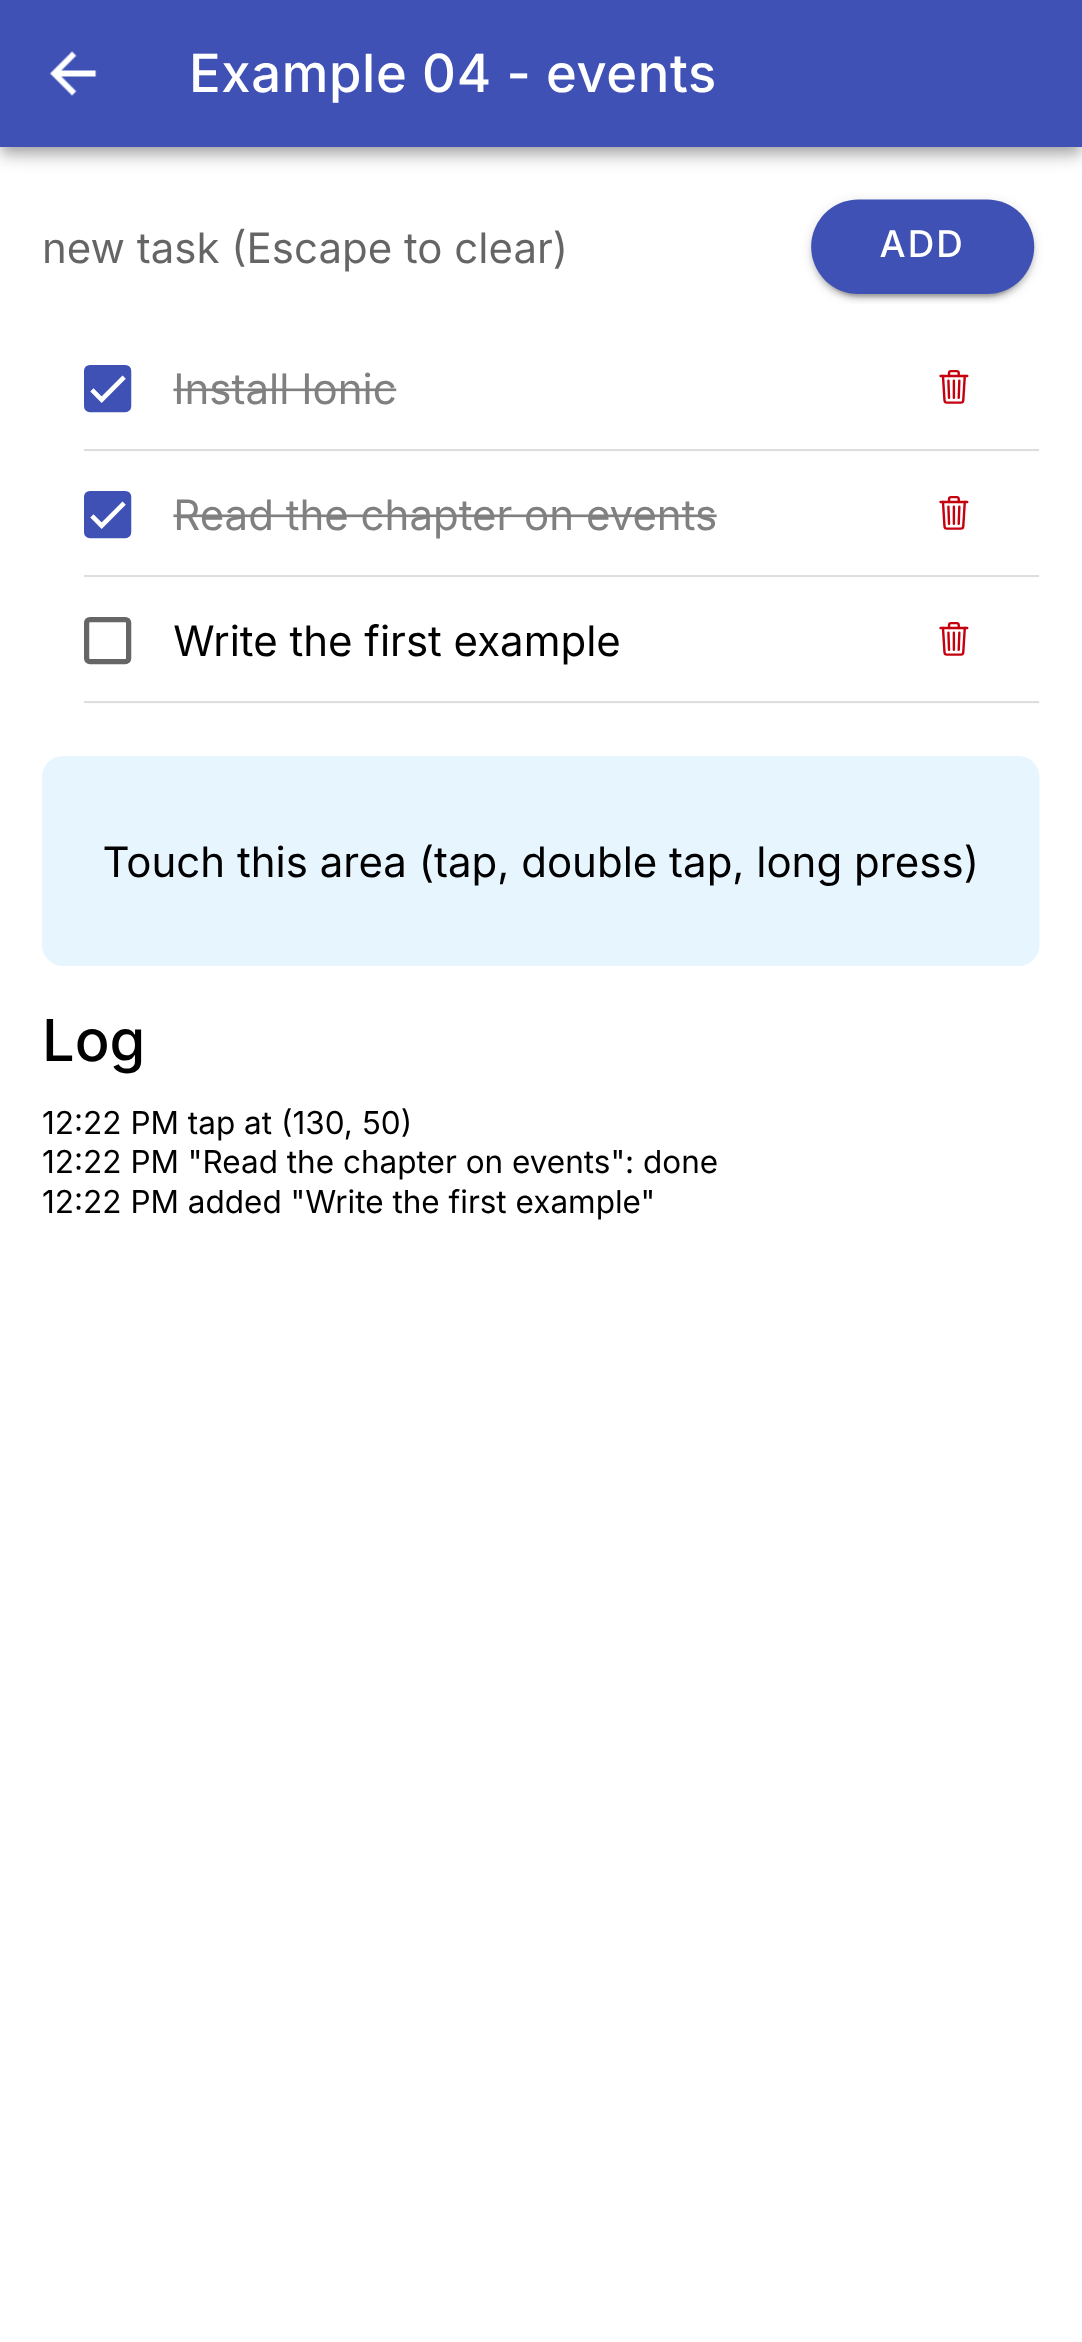 Example 04 - events
new task (Escape to clear)
ADD
Install Ionic
Read the chapter on events
Write the first example
Touch this area (tap, double tap, long press)
Log
12:22 PM tap at (130, 50)
12:22 PM "Read the chapter on events": done
12:22 PM added "Write the first example"